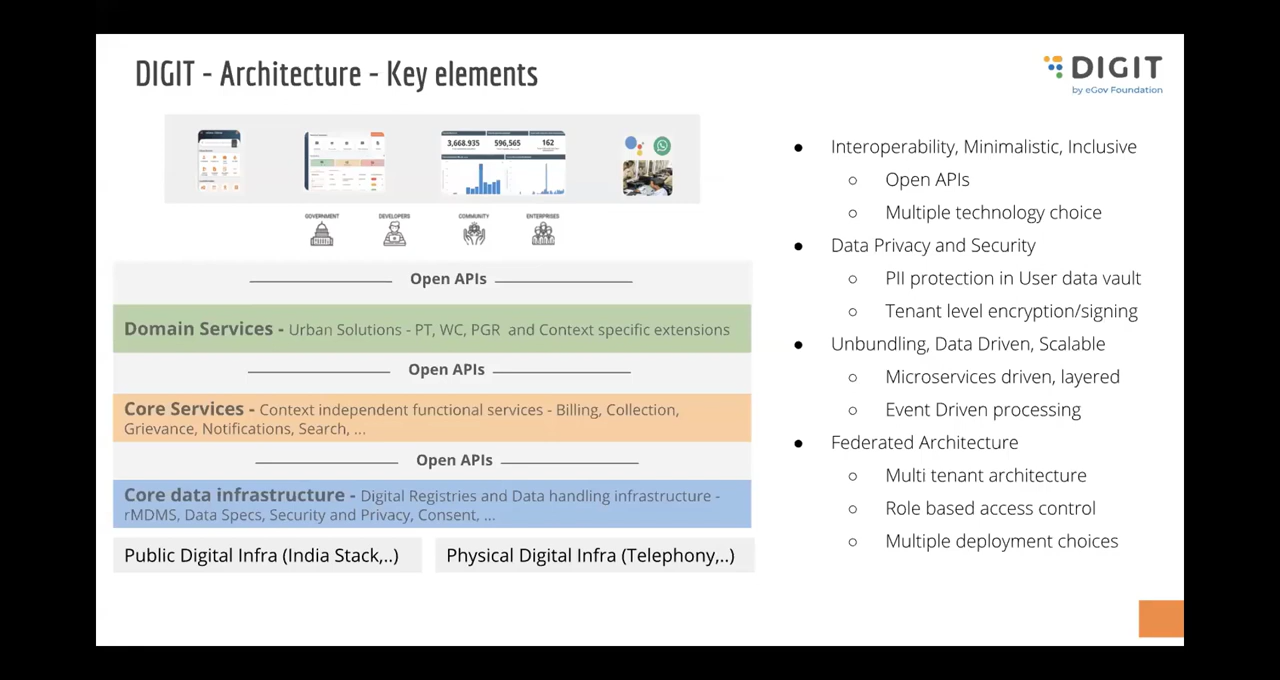 DIGIT - Architecture - Key elements
DIGIT
by eGov Foundation
3,668.935
596,565
162
GOVERNMENT
DEVELOPERS
COMMUNITY
ENTERPRISES
Open APIs
Domain Services - Urban Solutions - PT, WC, PGR and Context specific extensions
Open APIs
Core Services - Context independent functional services - Billing, Collection,
Grievance, Notifications, Search, ...
Open APIs
Core data infrastructure - Digital Registries and Data handling infrastructure -
rMDMS, Data Specs, Security and Privacy, Consent, ...
Public Digital Infra (India Stack,..)
Physical Digital Infra (Telephony,..)
● Interoperability, Minimalistic, Inclusive
○ Open APIs
○ Multiple technology choice
● Data Privacy and Security
○ PII protection in User data vault
○ Tenant level encryption/signing
● Unbundling, Data Driven, Scalable
○ Microservices driven, layered
○ Event Driven processing
● Federated Architecture
○ Multi tenant architecture
○ Role based access control
○ Multiple deployment choices